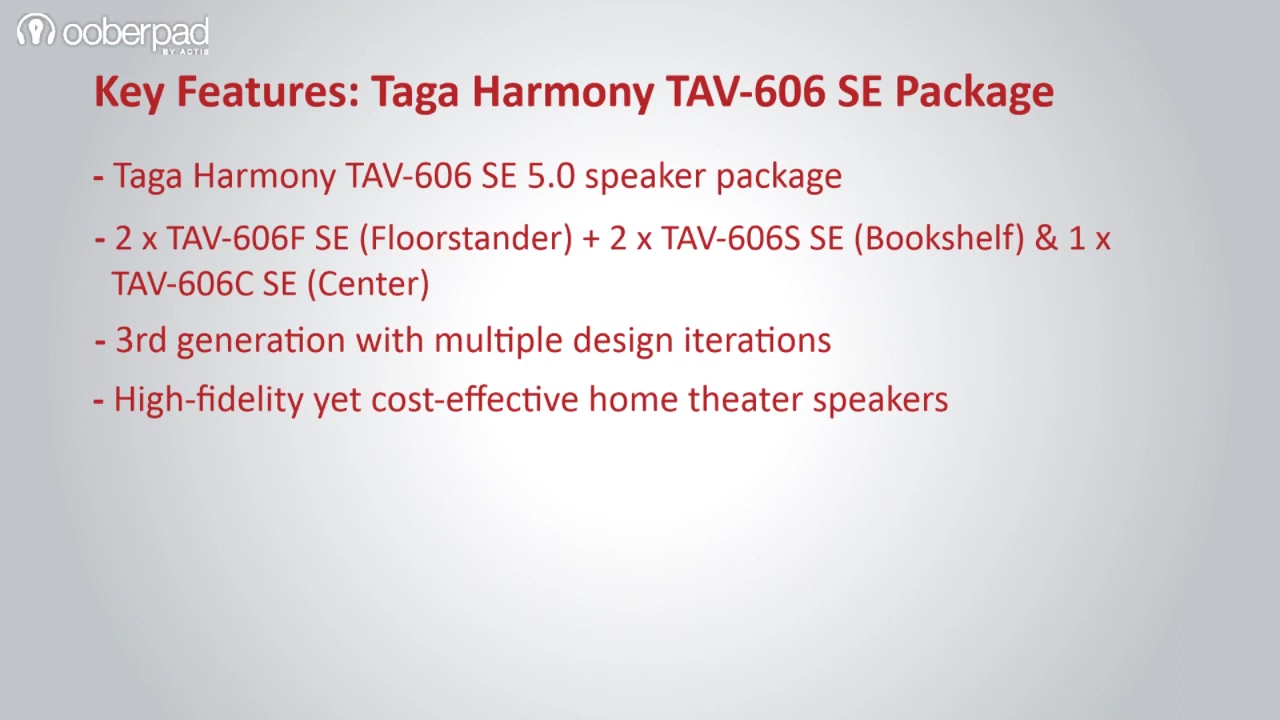 ooberpad
BY ACTIS
Key Features: Taga Harmony TAV-606 SE Package
- Taga Harmony TAV-606 SE 5.0 speaker package
- 2 x TAV-606F SE (Floorstander) + 2 x TAV-606S SE (Bookshelf) & 1 x
TAV-606C SE (Center)
- 3rd generation with multiple design iterations
- High-fidelity yet cost-effective home theater speakers